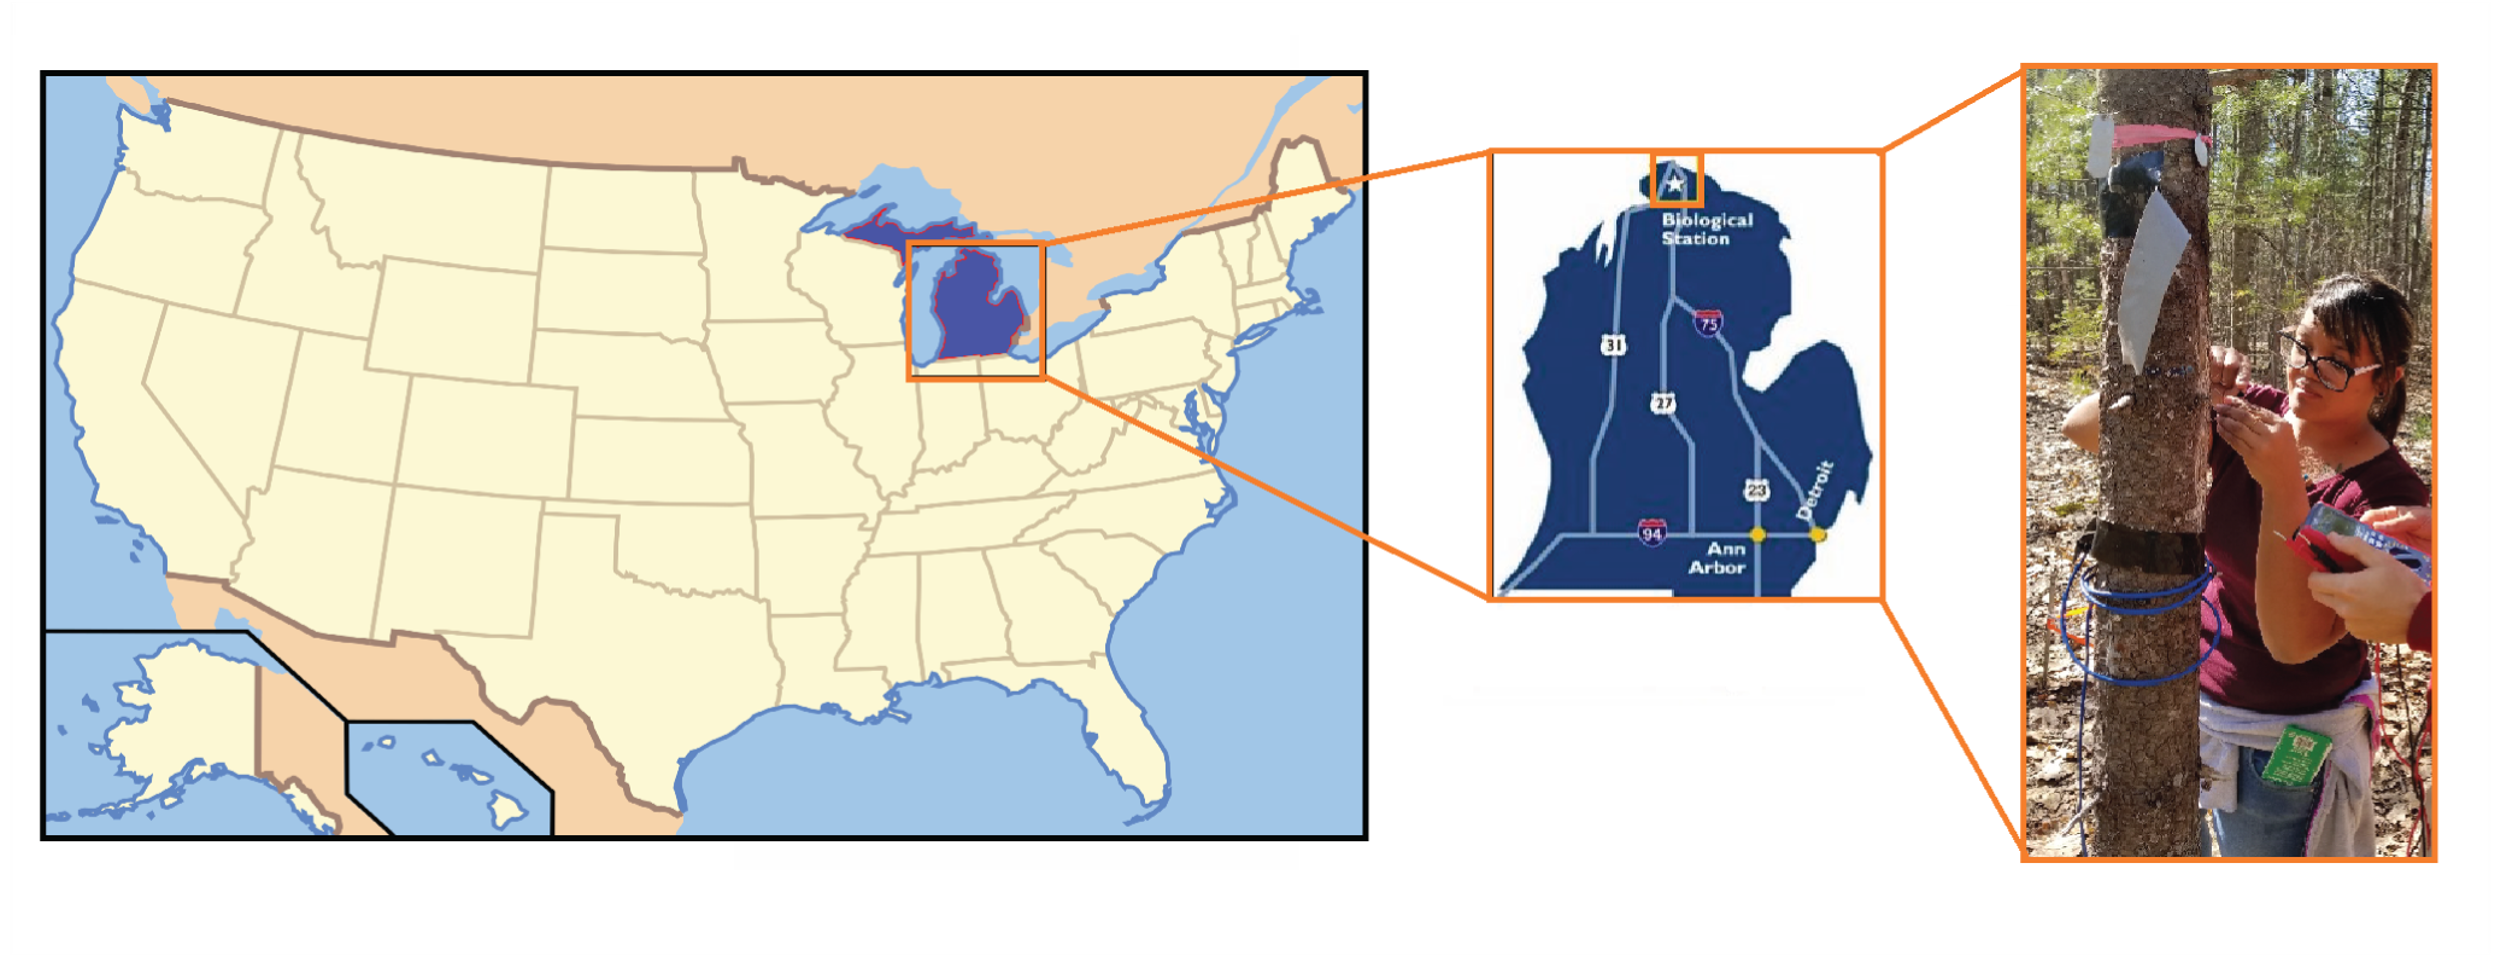 Biological
Station
75
31
27
23
Detroit
94
Ann
Arbor